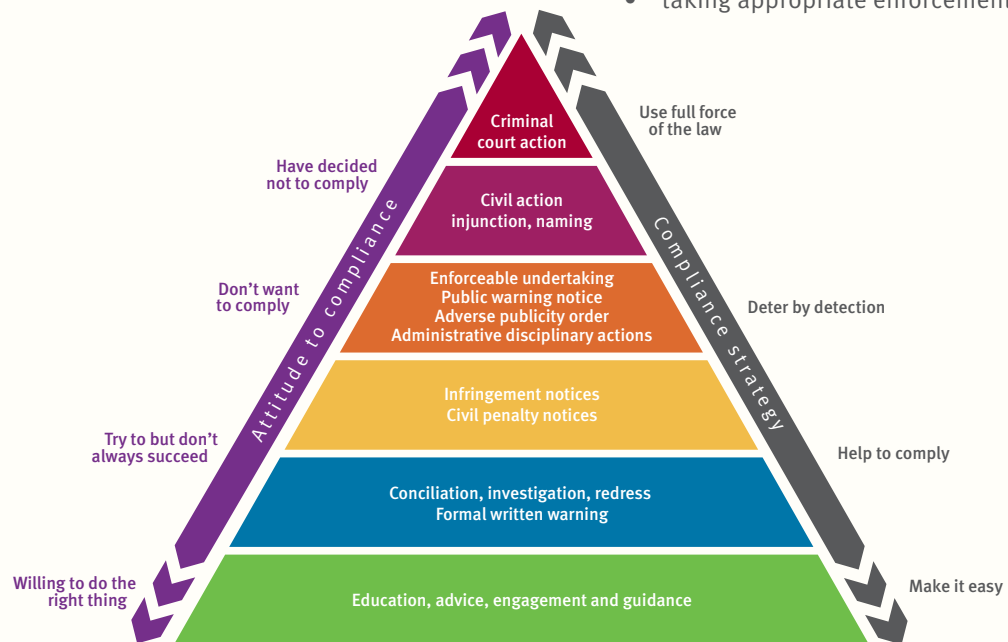 • taking appropriate enforcement
Criminal
court action
Use full force
of the law
Have decided
not to comply
Civil action
injunction, naming
Attitude to compliance
Compliance strategy
Don’t want
to comply
Enforceable undertaking
Public warning notice
Adverse publicity order
Administrative disciplinary actions
Deter by detection
Infringement notices
Civil penalty notices
Try to but don’t
always succeed
Help to comply
Conciliation, investigation, redress
Formal written warning
Willing to do the
right thing
Education, advice, engagement and guidance
Make it easy